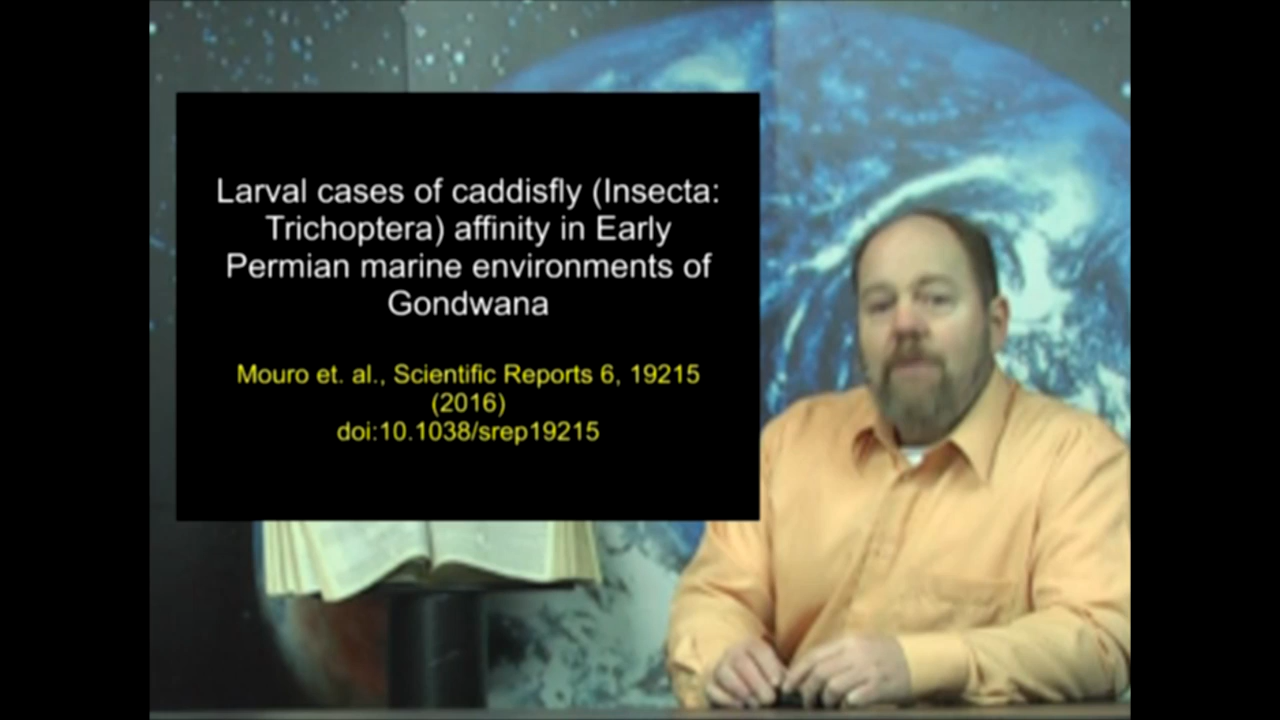 Larval cases of caddisfly (Insecta:
Trichoptera) affinity in Early
Permian marine environments of
Gondwana
Mouro et. al., Scientific Reports 6, 19215
(2016)
doi:10.1038/srep19215